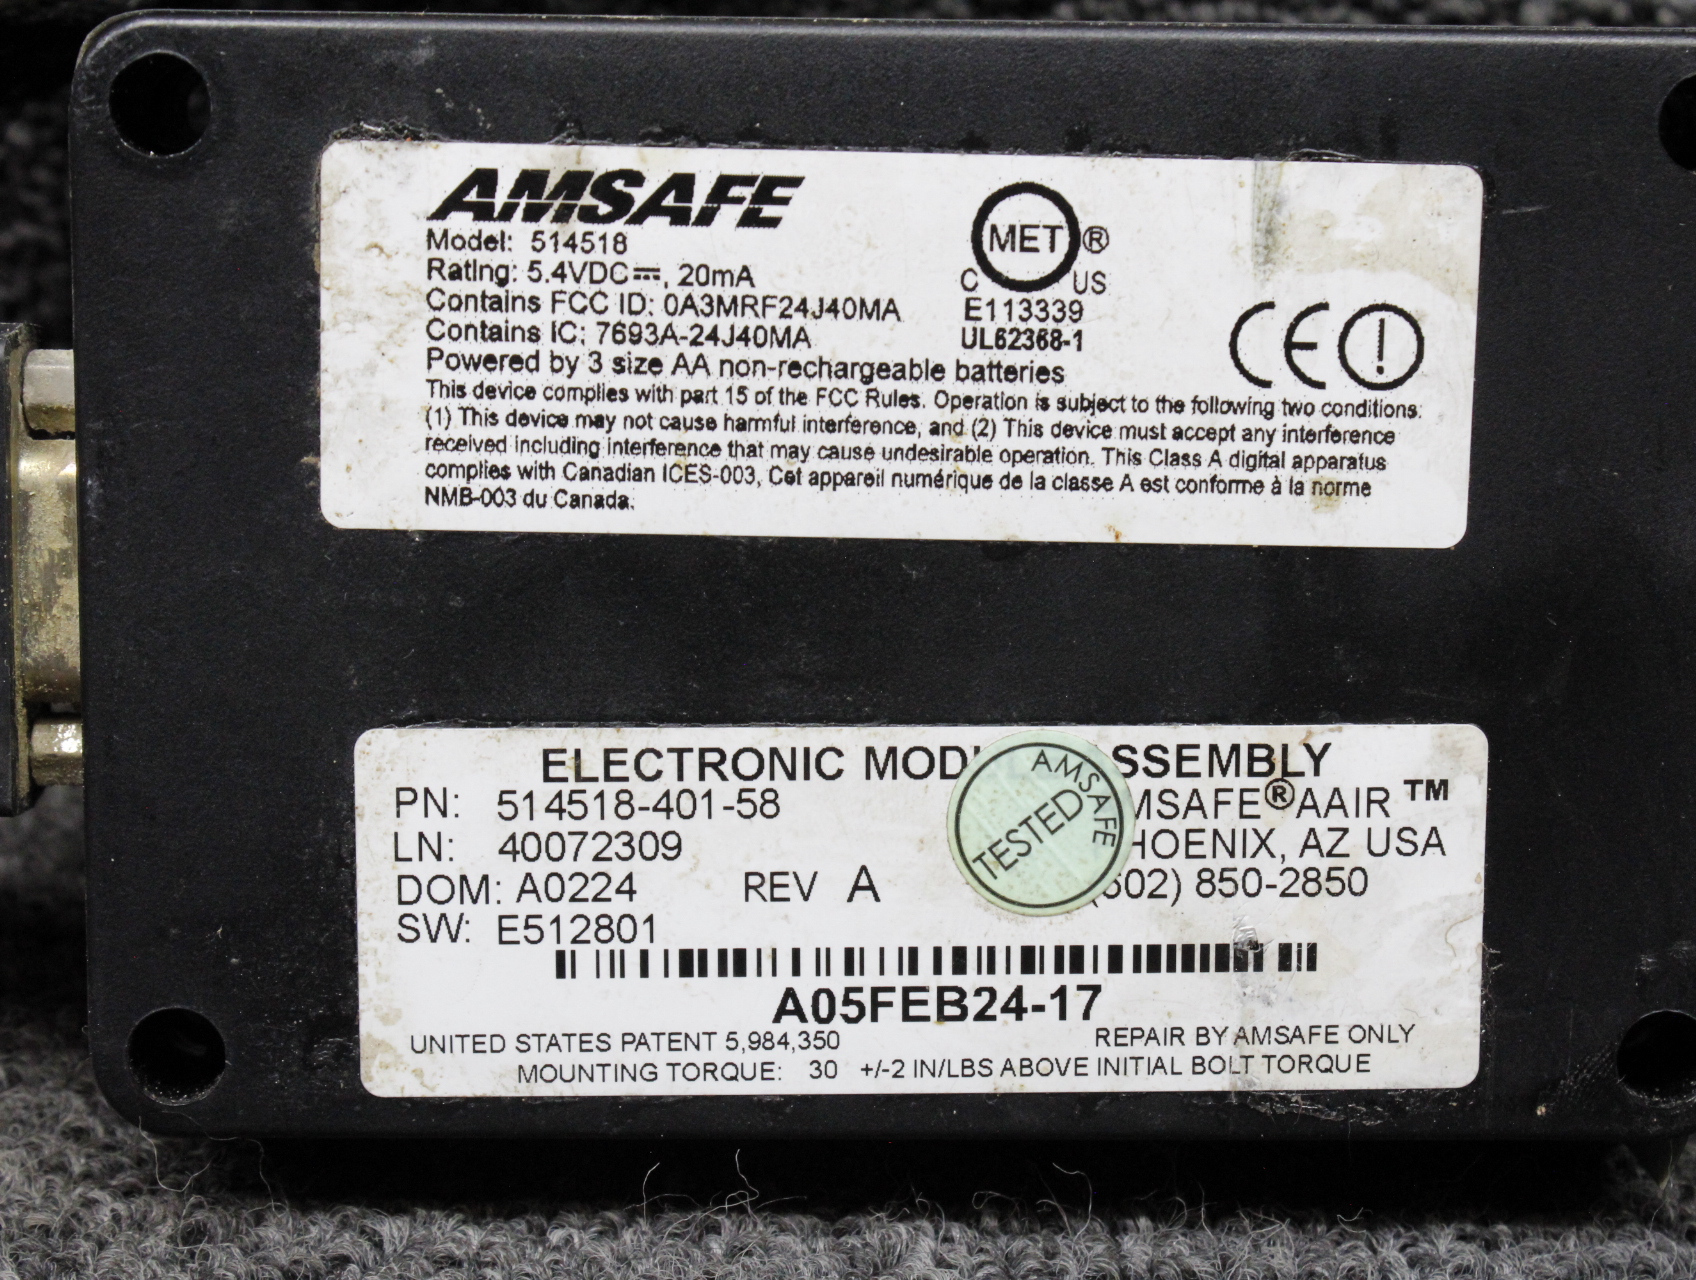 AMSAFE
Model: 514518
Rating: 5.4VDC⎓, 20mA
Contains FCC ID: 0A3MRF24J40MA
Contains IC: 7693A-24J40MA
Powered by 3 size AA non-rechargeable batteries
MET ®
C US
E113339
UL62368-1
CE
!
This device complies with part 15 of the FCC Rules. Operation is subject to the following two conditions:
(1) This device may not cause harmful interference, and (2) This device must accept any interference
received including interference that may cause undesirable operation. This Class A digital apparatus
complies with Canadian ICES-003, Cet appareil numérique de la classe A est conforme à la norme
NMB-003 du Canada.
ELECTRONIC MOD SSEMBLY
PN: 514518-401-58
LN: 40072309
DOM: A0224 REV A
SW: E512801
AMSAFE
TESTED
MSAFE®AAIR™
HOENIX, AZ USA
(602) 850-2850
A05FEB24-17
UNITED STATES PATENT 5,984,350 REPAIR BY AMSAFE ONLY
MOUNTING TORQUE: 30 +/-2 IN/LBS ABOVE INITIAL BOLT TORQUE